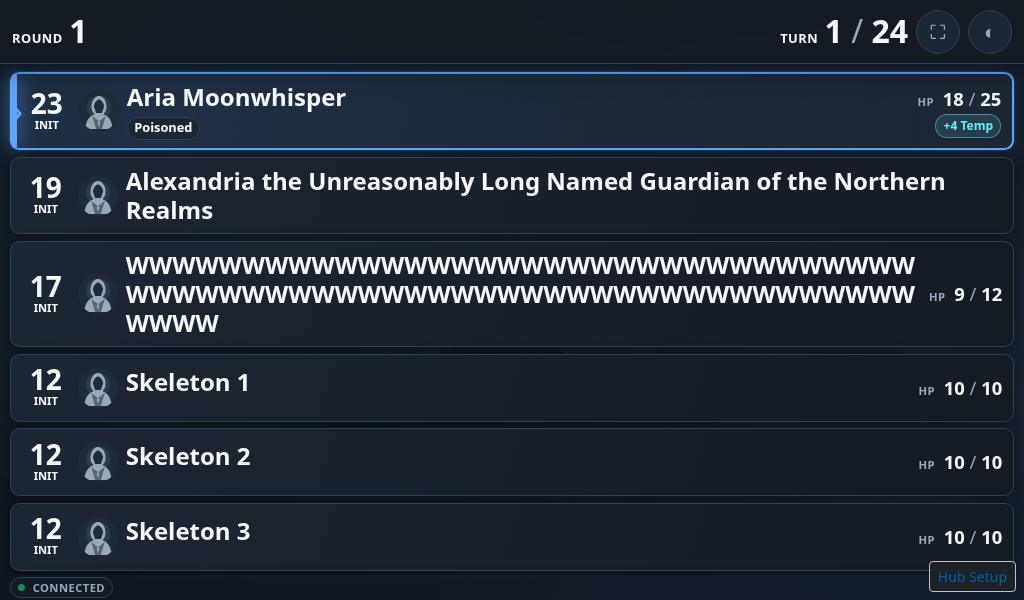 ROUND 1
TURN 1 / 24
23
INIT
Aria Moonwhisper
Poisoned
HP 18 / 25
+4 Temp
19
INIT
Alexandria the Unreasonably Long Named Guardian of the Northern
Realms
17
INIT
WWWWWWWWWWWWWWWWWWWWWWWWWWWWWWWWWW
WWWWWWWWWWWWWWWWWWWWWWWWWWWWWWWWWW
WWWW
HP 9 / 12
12
INIT
Skeleton 1
HP 10 / 10
12
INIT
Skeleton 2
HP 10 / 10
12
INIT
Skeleton 3
HP 10 / 10
CONNECTED
Hub Setup